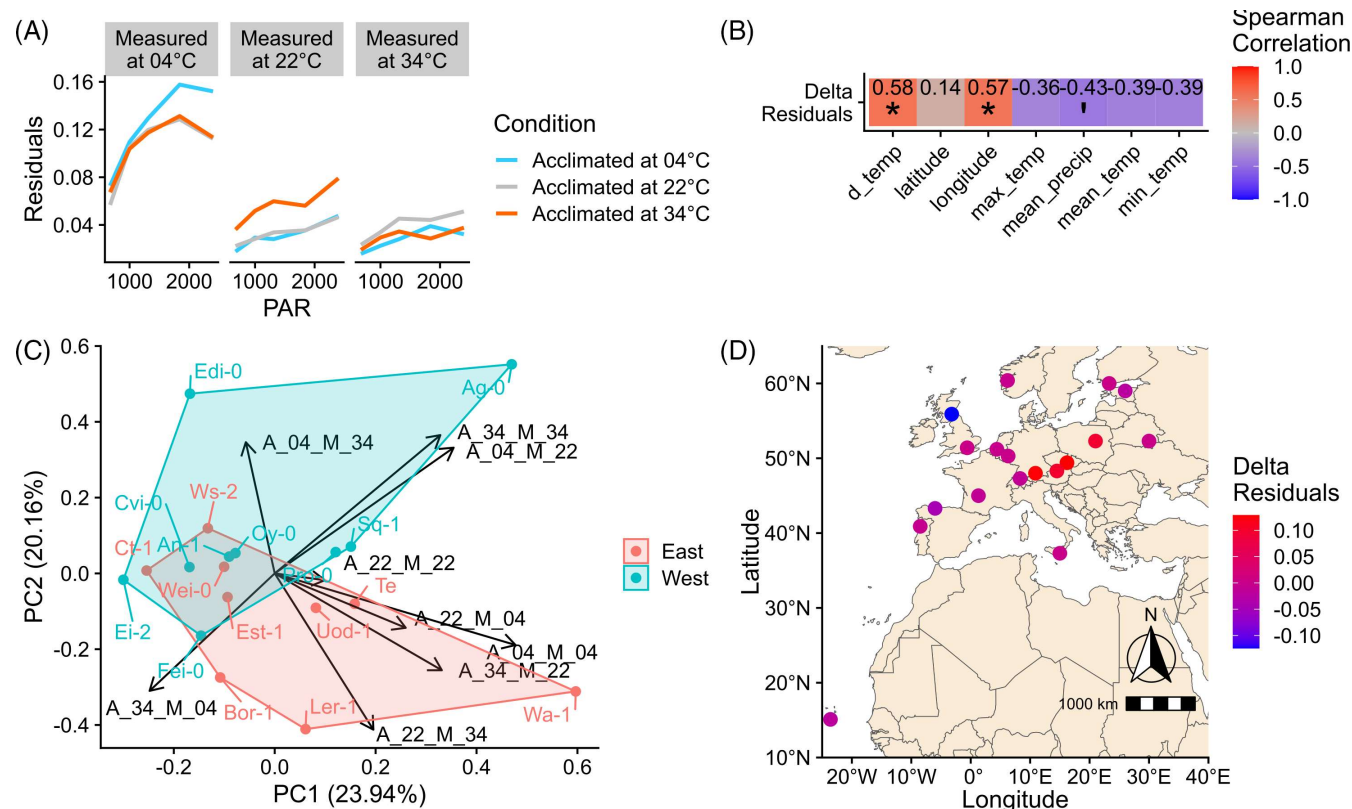 (A)
Measured
at 04°C
Measured
at 22°C
Measured
at 34°C
Residuals
0.16
0.12
0.08
0.04
1000 2000 1000 2000 1000 2000
PAR
Condition
Acclimated at 04°C
Acclimated at 22°C
Acclimated at 34°C
(B)
Delta
Residuals
0.58 0.14 0.57 -0.36 -0.43 -0.39 -0.39
* * '
d_temp
latitude
longitude
max_temp
mean_precip
mean_temp
min_temp
Spearman
Correlation
1.0
0.5
0.0
-0.5
-1.0
(C)
PC2 (20.16%)
0.6
0.4
0.2
0.0
-0.2
-0.4
Edi-0
Ag-0
A_04_M_34
A_34_M_34
A_04_M_22
Ws-2
Cvi-0
Ct-1
An-1
Oy-0
Sq-1
A_22_M_22
Wei-0
Te
Ei-2
Est-1
Uod-1
A_22_M_04
A_04_M_04
Fei-0
A_34_M_22
A_34_M_04
Bor-1
Ler-1
Wa-1
A_22_M_34
-0.2 0.0 0.2 0.4 0.6
PC1 (23.94%)
East
West
(D)
Latitude
60°N
50°N
40°N
30°N
20°N
10°N
N
1000 km
20°W 10°W 0° 10°E 20°E 30°E 40°E
Longitude
Delta
Residuals
0.10
0.05
0.00
-0.05
-0.10